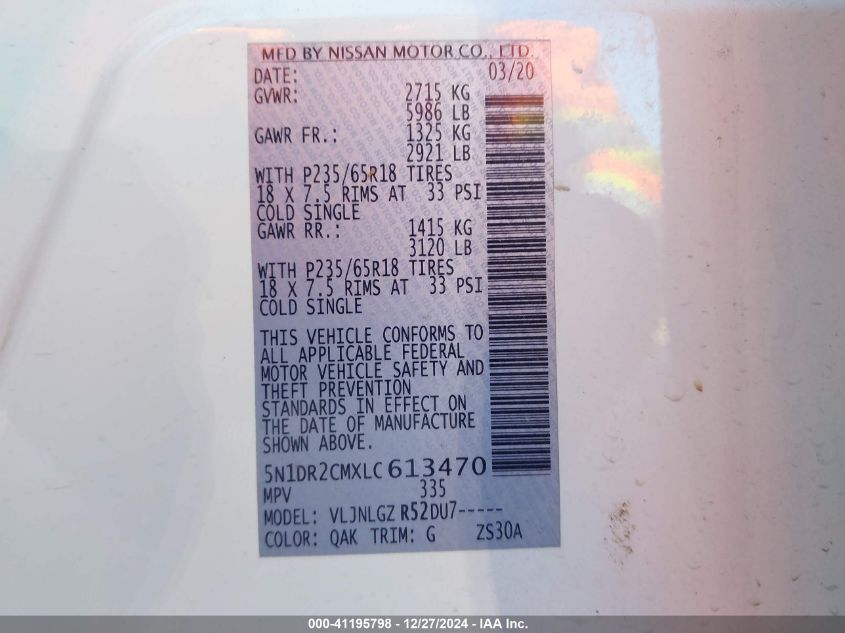 MFD BY NISSAN MOTOR CO., LTD.
DATE: 03/20
GVWR: 2715 KG
5986 LB
GAWR FR.: 1325 KG
2921 LB
WITH P235/65R18 TIRES
18 X 7.5 RIMS AT 33 PSI
COLD SINGLE
GAWR RR.: 1415 KG
3120 LB
WITH P235/65R18 TIRES
18 X 7.5 RIMS AT 33 PSI
COLD SINGLE
THIS VEHICLE CONFORMS TO
ALL APPLICABLE FEDERAL
MOTOR VEHICLE SAFETY AND
THEFT PREVENTION
STANDARDS IN EFFECT ON
THE DATE OF MANUFACTURE
SHOWN ABOVE.
5N1DR2CMXLC613470
MPV 335
MODEL: VLJNLGZ R52DU7-----
COLOR: QAK TRIM: G ZS30A
000-41195798 - 12/27/2024 - IAA Inc.